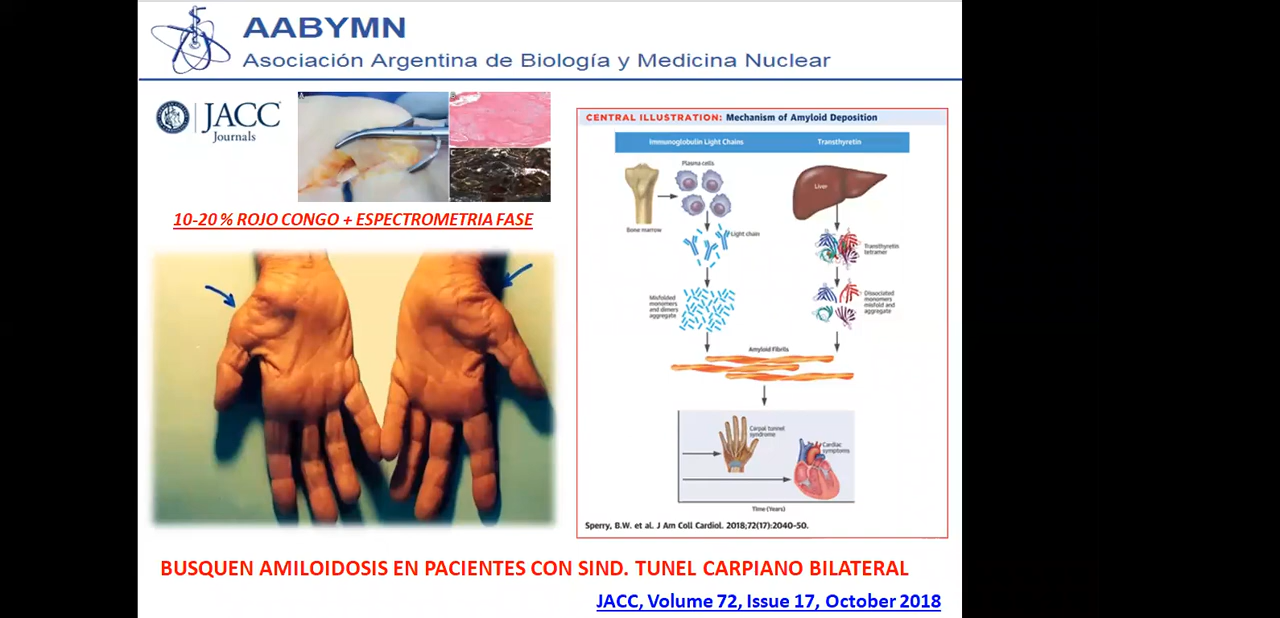 AABYMN
Asociación Argentina de Biología y Medicina Nuclear
JACC
Journals
A
B
C
10-20 % ROJO CONGO + ESPECTROMETRIA FASE
CENTRAL ILLUSTRATION: Mechanism of Amyloid Deposition
Immunoglobulin Light Chains
Transthyretin
Plasma cells
Liver
Bone marrow
Light chain
Transthyretin
tetramer
Misfolded
monomers
and dimers
aggregate
Dissociated
monomers
misfold and
aggregate
Amyloid Fibrils
Carpal tunnel
syndrome
Cardiac
symptoms
Time (Years)
Sperry, B.W. et al. J Am Coll Cardiol. 2018;72(17):2040-50.
BUSQUEN AMILOIDOSIS EN PACIENTES CON SIND. TUNEL CARPIANO BILATERAL
JACC, Volume 72, Issue 17, October 2018